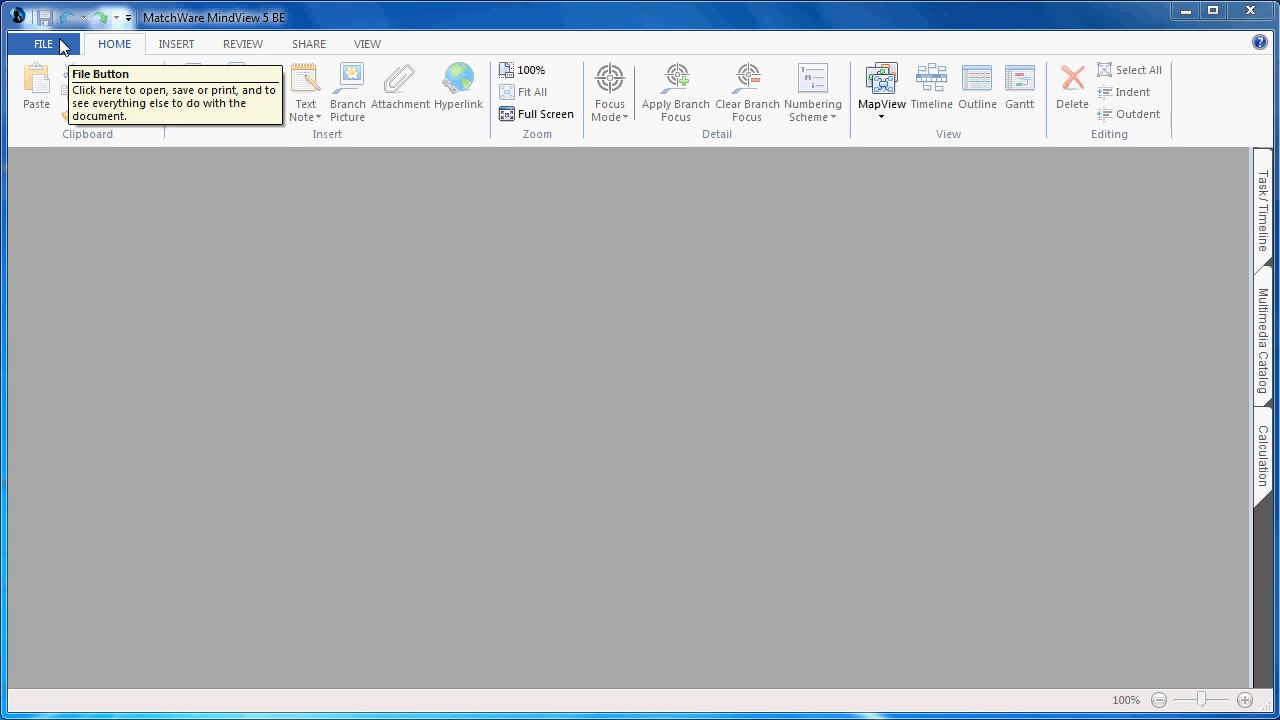 MatchWare MindView 5 BE
FILE
HOME
INSERT
REVIEW
SHARE
VIEW
File Button
Click here to open, save or print, and to
see everything else to do with the
document.
Paste
Clipboard
Text
Note
Branch
Picture
Attachment
Hyperlink
Insert
100%
Fit All
Full Screen
Zoom
Focus
Mode
Apply Branch
Focus
Clear Branch
Focus
Numbering
Scheme
Detail
MapView
Timeline
Outline
Gantt
View
Delete
Select All
Indent
Outdent
Editing
Task/Timeline
Multimedia Catalog
Calculation
100%